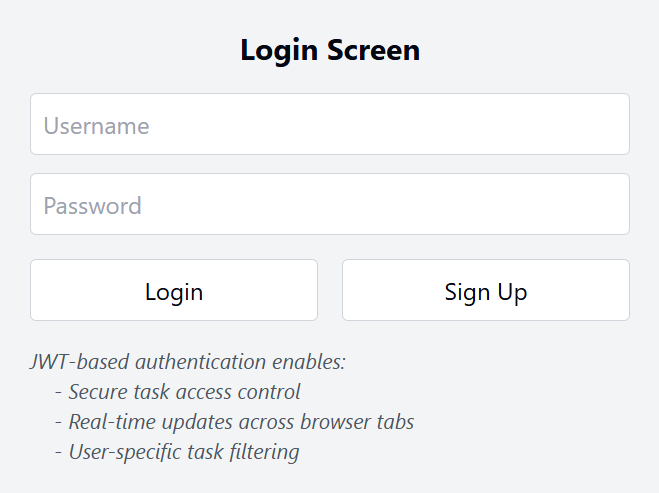 Login Screen
Username
Password
Login
Sign Up
JWT-based authentication enables:
- Secure task access control
- Real-time updates across browser tabs
- User-specific task filtering